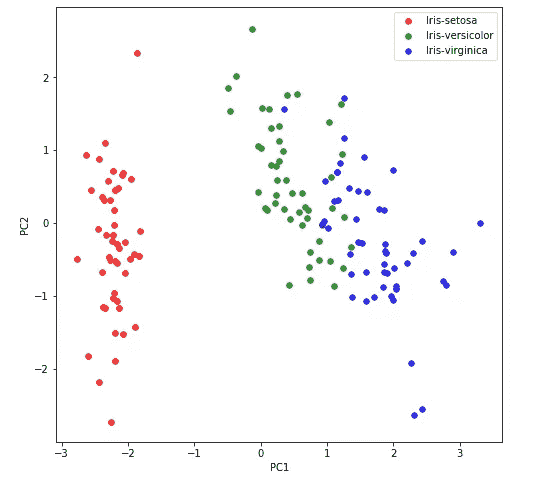 Iris-setosa
Iris-versicolor
Iris-virginica
2
1
0
−1
−2
PC2
−3 −2 −1 0 1 2 3
PC1